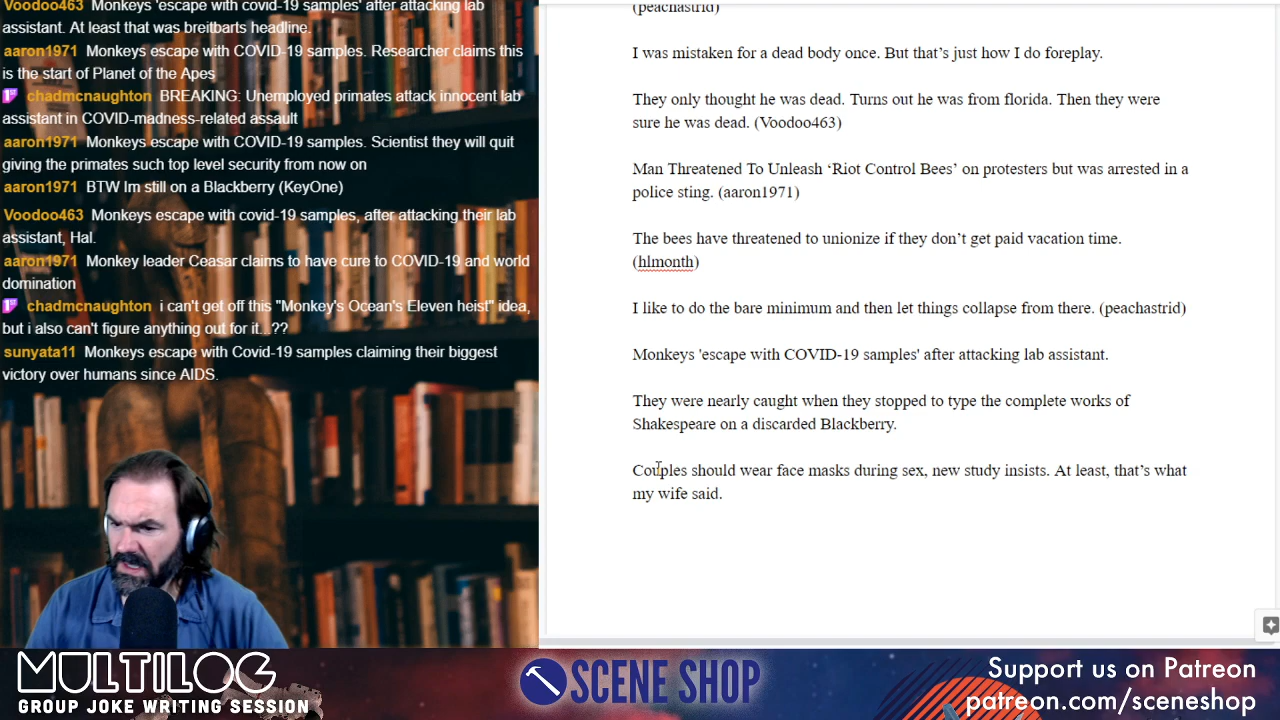 Voodoo463 Monkeys 'escape with covid-19 samples' after attacking lab
assistant. At least that was breitbarts headline.
aaron1971 Monkeys escape with COVID-19 samples. Researcher claims this
is the start of Planet of the Apes
chadmcnaughton BREAKING: Unemployed primates attack innocent lab
assistant in COVID-madness-related assault
aaron1971 Monkeys escape with COVID-19 samples. Scientist they will quit
giving the primates such top level security from now on
aaron1971 BTW Im still on a Blackberry (KeyOne)
Voodoo463 Monkeys escape with covid-19 samples, after attacking their lab
assistant, Hal.
aaron1971 Monkey leader Ceasar claims to have cure to COVID-19 and world
domination
chadmcnaughton i can't get off this "Monkey's Ocean's Eleven heist" idea,
but i also can't figure anything out for it...??
sunyata11 Monkeys escape with Covid-19 samples claiming their biggest
victory over humans since AIDS.
(peachastrid)
I was mistaken for a dead body once. But that’s just how I do foreplay.
They only thought he was dead. Turns out he was from florida. Then they were
sure he was dead. (Voodoo463)
Man Threatened To Unleash ‘Riot Control Bees’ on protesters but was arrested in a
police sting. (aaron1971)
The bees have threatened to unionize if they don’t get paid vacation time.
(hlmonth)
I like to do the bare minimum and then let things collapse from there. (peachastrid)
Monkeys 'escape with COVID-19 samples' after attacking lab assistant.
They were nearly caught when they stopped to type the complete works of
Shakespeare on a discarded Blackberry.
Couples should wear face masks during sex, new study insists. At least, that’s what
my wife said.
MULTILOG
GROUP JOKE WRITING SESSION
SCENE SHOP
Support us on Patreon
patreon.com/sceneshop